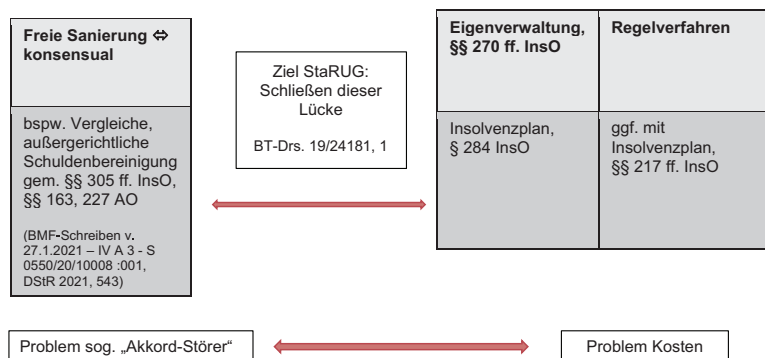 Freie Sanierung ⇔
konsensual
bspw. Vergleiche,
außergerichtliche
Schuldenbereinigung
gem. §§ 305 ff. InsO,
§§ 163, 227 AO
(BMF-Schreiben v.
27.1.2021 – IV A 3 - S
0550/20/10008 :001,
DStR 2021, 543)
Ziel StaRUG:
Schließen dieser
Lücke
BT-Drs. 19/24181, 1
Eigenverwaltung,
§§ 270 ff. InsO
Regelverfahren
Insolvenzplan,
§ 284 InsO
ggf. mit
Insolvenzplan,
§§ 217 ff. InsO
Problem sog. „Akkord-Störer“
Problem Kosten